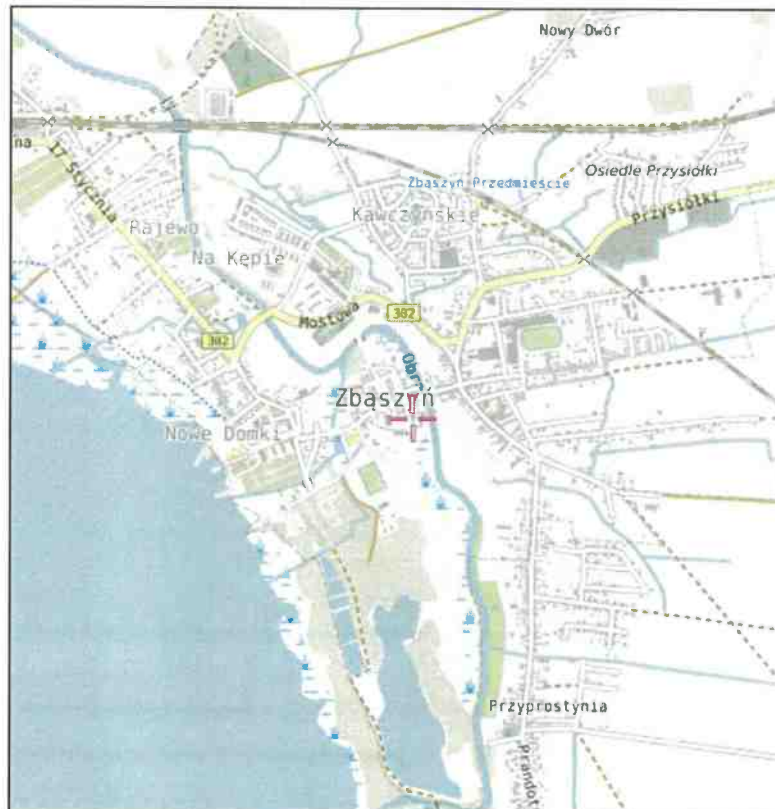 Nowy Dwór
na
17 Stycznia
Zbąszyń Przedmieście
Osiedle Przysiółki
Przysiółki
Rajewo
Kawczyńskie
Na Kępie
302
Mostowa
302
Zbąszyń
Nowe Domki
Przyprostynia